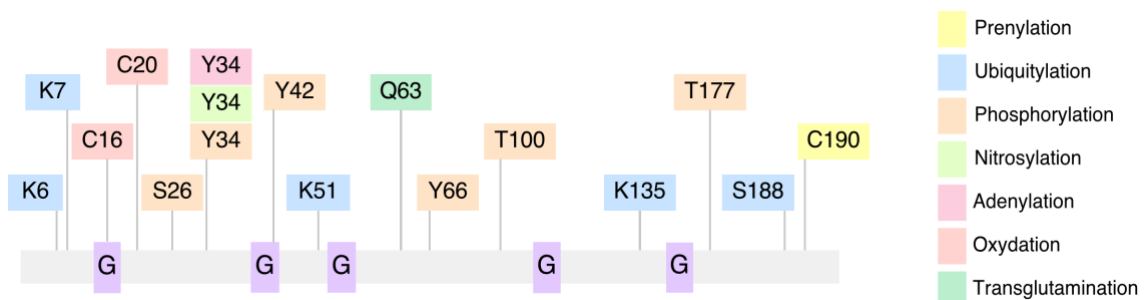 C20 Y34
K7 Y34 Y42 Q63 T177
C16 Y34 T100 C190
K6 S26 K51 Y66 K135 S188
G G G G G
Prenylation
Ubiquitylation
Phosphorylation
Nitrosylation
Adenylation
Oxydation
Transglutamination